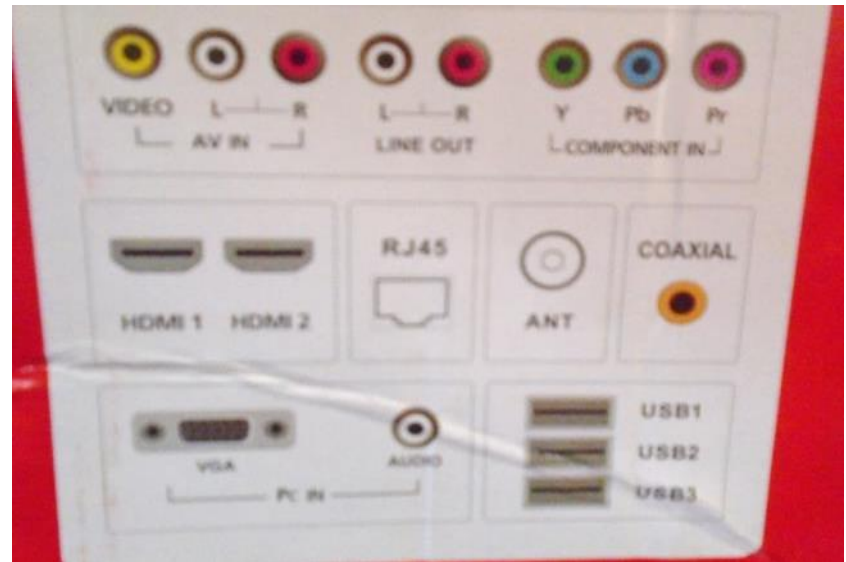 VIDEO L R L R Y Pb Pr
AV IN LINE OUT COMPONENT IN
RJ45 COAXIAL
HDMI 1 HDMI 2 ANT
USB1
VGA AUDIO USB2
PC IN USB3